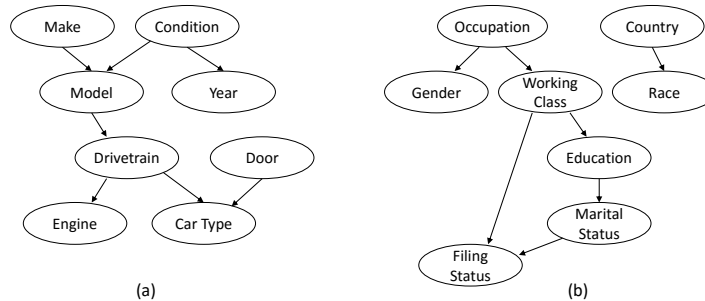 Make
Condition
Model
Year
Drivetrain
Door
Engine
Car Type
(a)
Occupation
Country
Gender
Working
Class
Race
Education
Marital
Status
Filing
Status
(b)